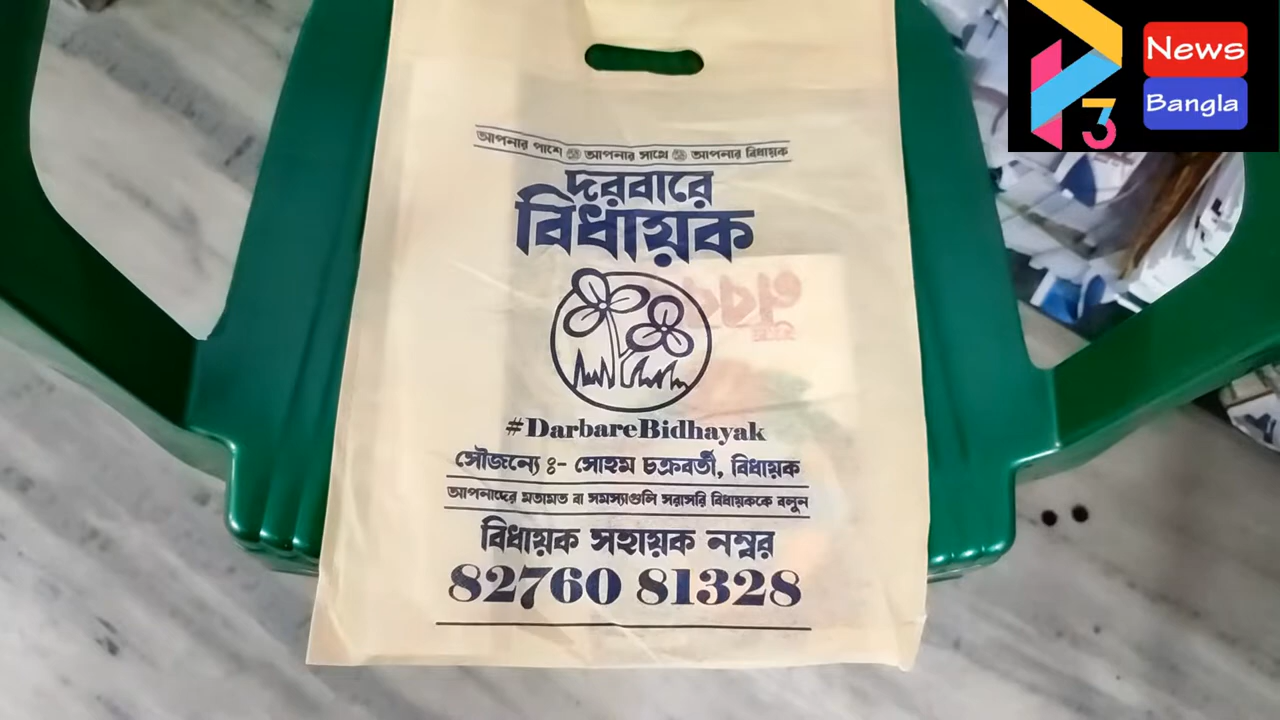 News
Bangla
3
আপনার পাশে আপনার সাথে আপনার বিধায়ক
দরবারে
বিধায়ক
#DarbareBidhayak
সৌজন্যে ঃ- সোহম চক্রবর্তী, বিধায়ক
আপনাদের মতামত বা সমস্যাগুলি সরাসরি বিধায়ককে বলুন
বিধায়ক সহায়ক নম্বর
82760 81328